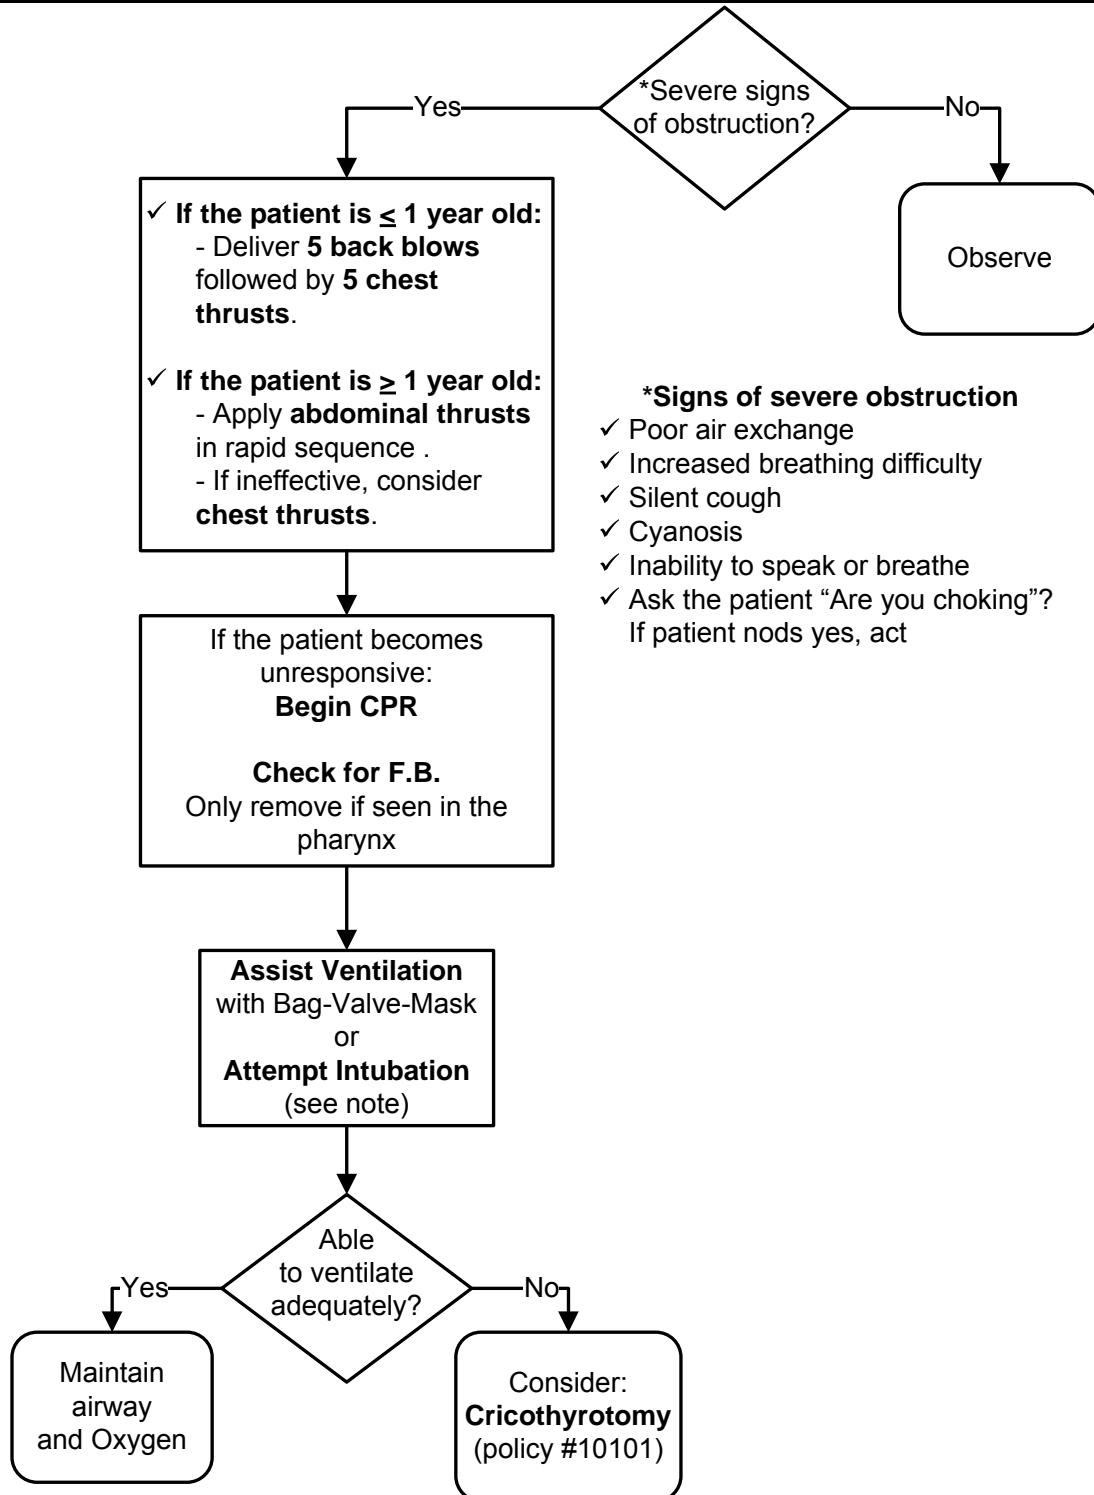 *Severe signs
of obstruction?
Yes
No
✓ If the patient is ≤ 1 year old:
- Deliver 5 back blows
followed by 5 chest
thrusts.
✓ If the patient is ≥ 1 year old:
- Apply abdominal thrusts
in rapid sequence .
- If ineffective, consider
chest thrusts.
Observe
*Signs of severe obstruction
✓ Poor air exchange
✓ Increased breathing difficulty
✓ Silent cough
✓ Cyanosis
✓ Inability to speak or breathe
✓ Ask the patient “Are you choking”?
If patient nods yes, act
If the patient becomes
unresponsive:
Begin CPR
Check for F.B.
Only remove if seen in the
pharynx
Assist Ventilation
with Bag-Valve-Mask
or
Attempt Intubation
(see note)
Able
to ventilate
adequately?
Yes
No
Maintain
airway
and Oxygen
Consider:
Cricothyrotomy
(policy #10101)